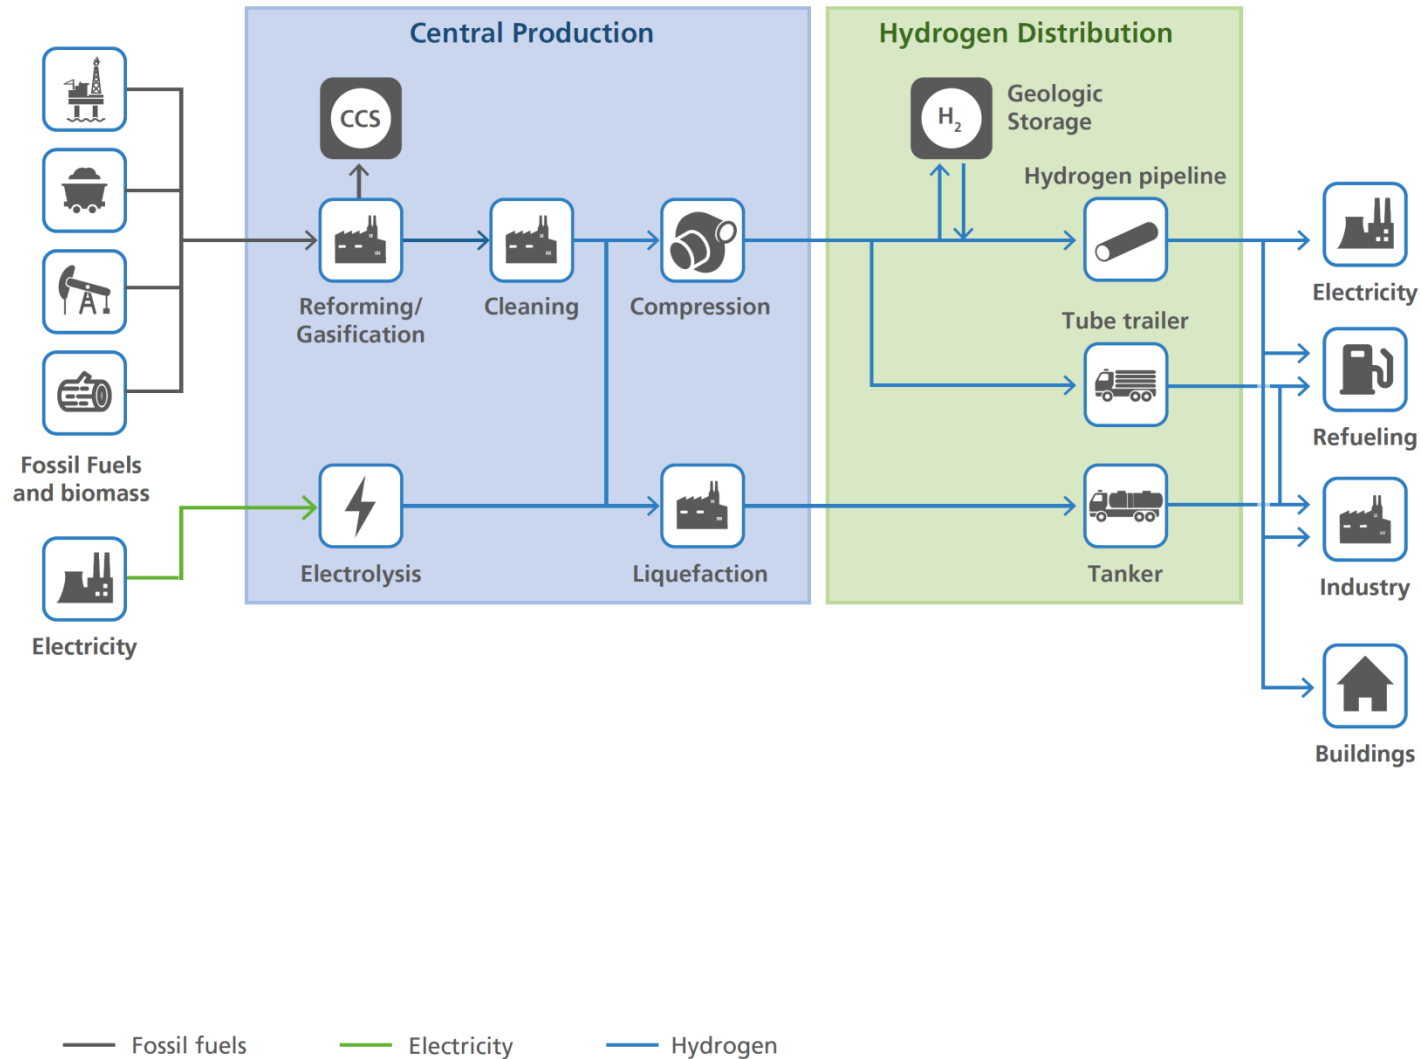 Central Production
Hydrogen Distribution
CCS
H2
Geologic
Storage
Hydrogen pipeline
Reforming/
Gasification
Cleaning
Compression
Electricity
Tube trailer
Refueling
Fossil Fuels
and biomass
Electrolysis
Liquefaction
Tanker
Industry
Electricity
Buildings
Fossil fuels
Electricity
Hydrogen